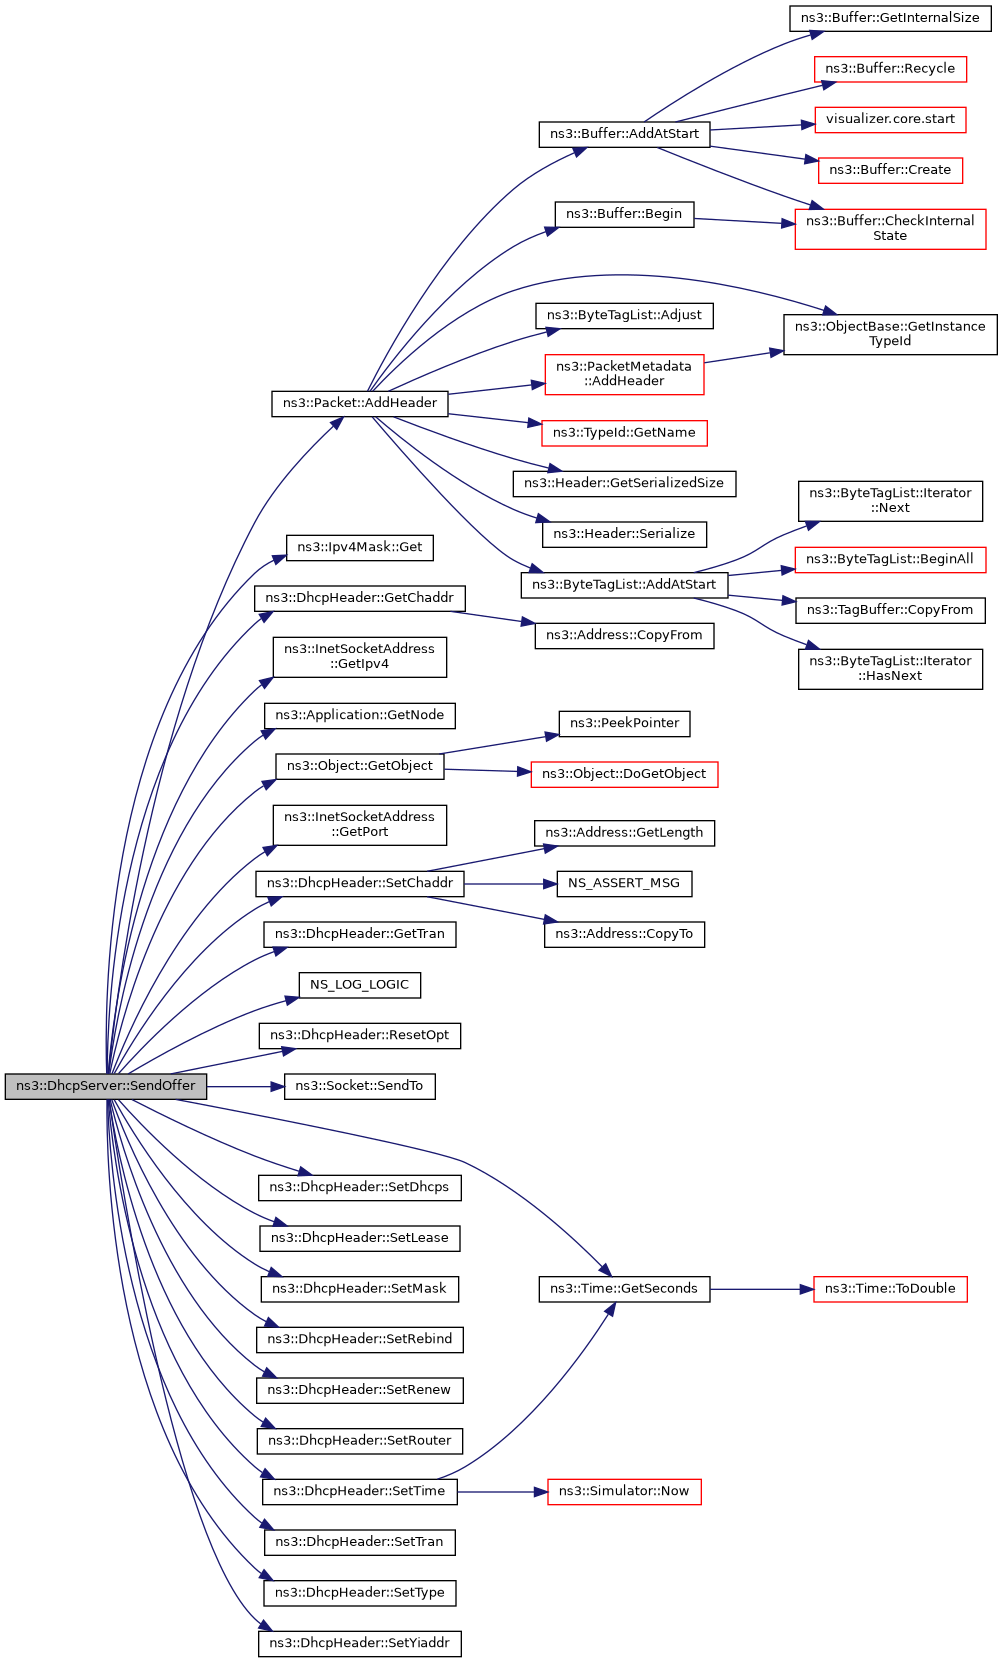 ns3::Buffer::GetInternalSize
ns3::Buffer::Recycle
visualizer.core.start
ns3::Buffer::AddAtStart
ns3::Buffer::Create
ns3::Buffer::Begin
ns3::Buffer::CheckInternal
State
ns3::ByteTagList::Adjust
ns3::ObjectBase::GetInstance
TypeId
ns3::PacketMetadata
::AddHeader
ns3::Packet::AddHeader
ns3::TypeId::GetName
ns3::Header::GetSerializedSize
ns3::ByteTagList::Iterator
::Next
ns3::Header::Serialize
ns3::Ipv4Mask::Get
ns3::ByteTagList::BeginAll
ns3::ByteTagList::AddAtStart
ns3::DhcpHeader::GetChaddr
ns3::TagBuffer::CopyFrom
ns3::Address::CopyFrom
ns3::InetSocketAddress
::GetIpv4
ns3::ByteTagList::Iterator
::HasNext
ns3::Application::GetNode
ns3::PeekPointer
ns3::Object::GetObject
ns3::Object::DoGetObject
ns3::InetSocketAddress
::GetPort
ns3::Address::GetLength
ns3::DhcpHeader::SetChaddr
NS_ASSERT_MSG
ns3::DhcpHeader::GetTran
ns3::Address::CopyTo
NS_LOG_LOGIC
ns3::DhcpHeader::ResetOpt
ns3::DhcpServer::SendOffer
ns3::Socket::SendTo
ns3::DhcpHeader::SetDhcps
ns3::DhcpHeader::SetLease
ns3::DhcpHeader::SetMask
ns3::Time::GetSeconds
ns3::Time::ToDouble
ns3::DhcpHeader::SetRebind
ns3::DhcpHeader::SetRenew
ns3::DhcpHeader::SetRouter
ns3::DhcpHeader::SetTime
ns3::Simulator::Now
ns3::DhcpHeader::SetTran
ns3::DhcpHeader::SetType
ns3::DhcpHeader::SetYiaddr